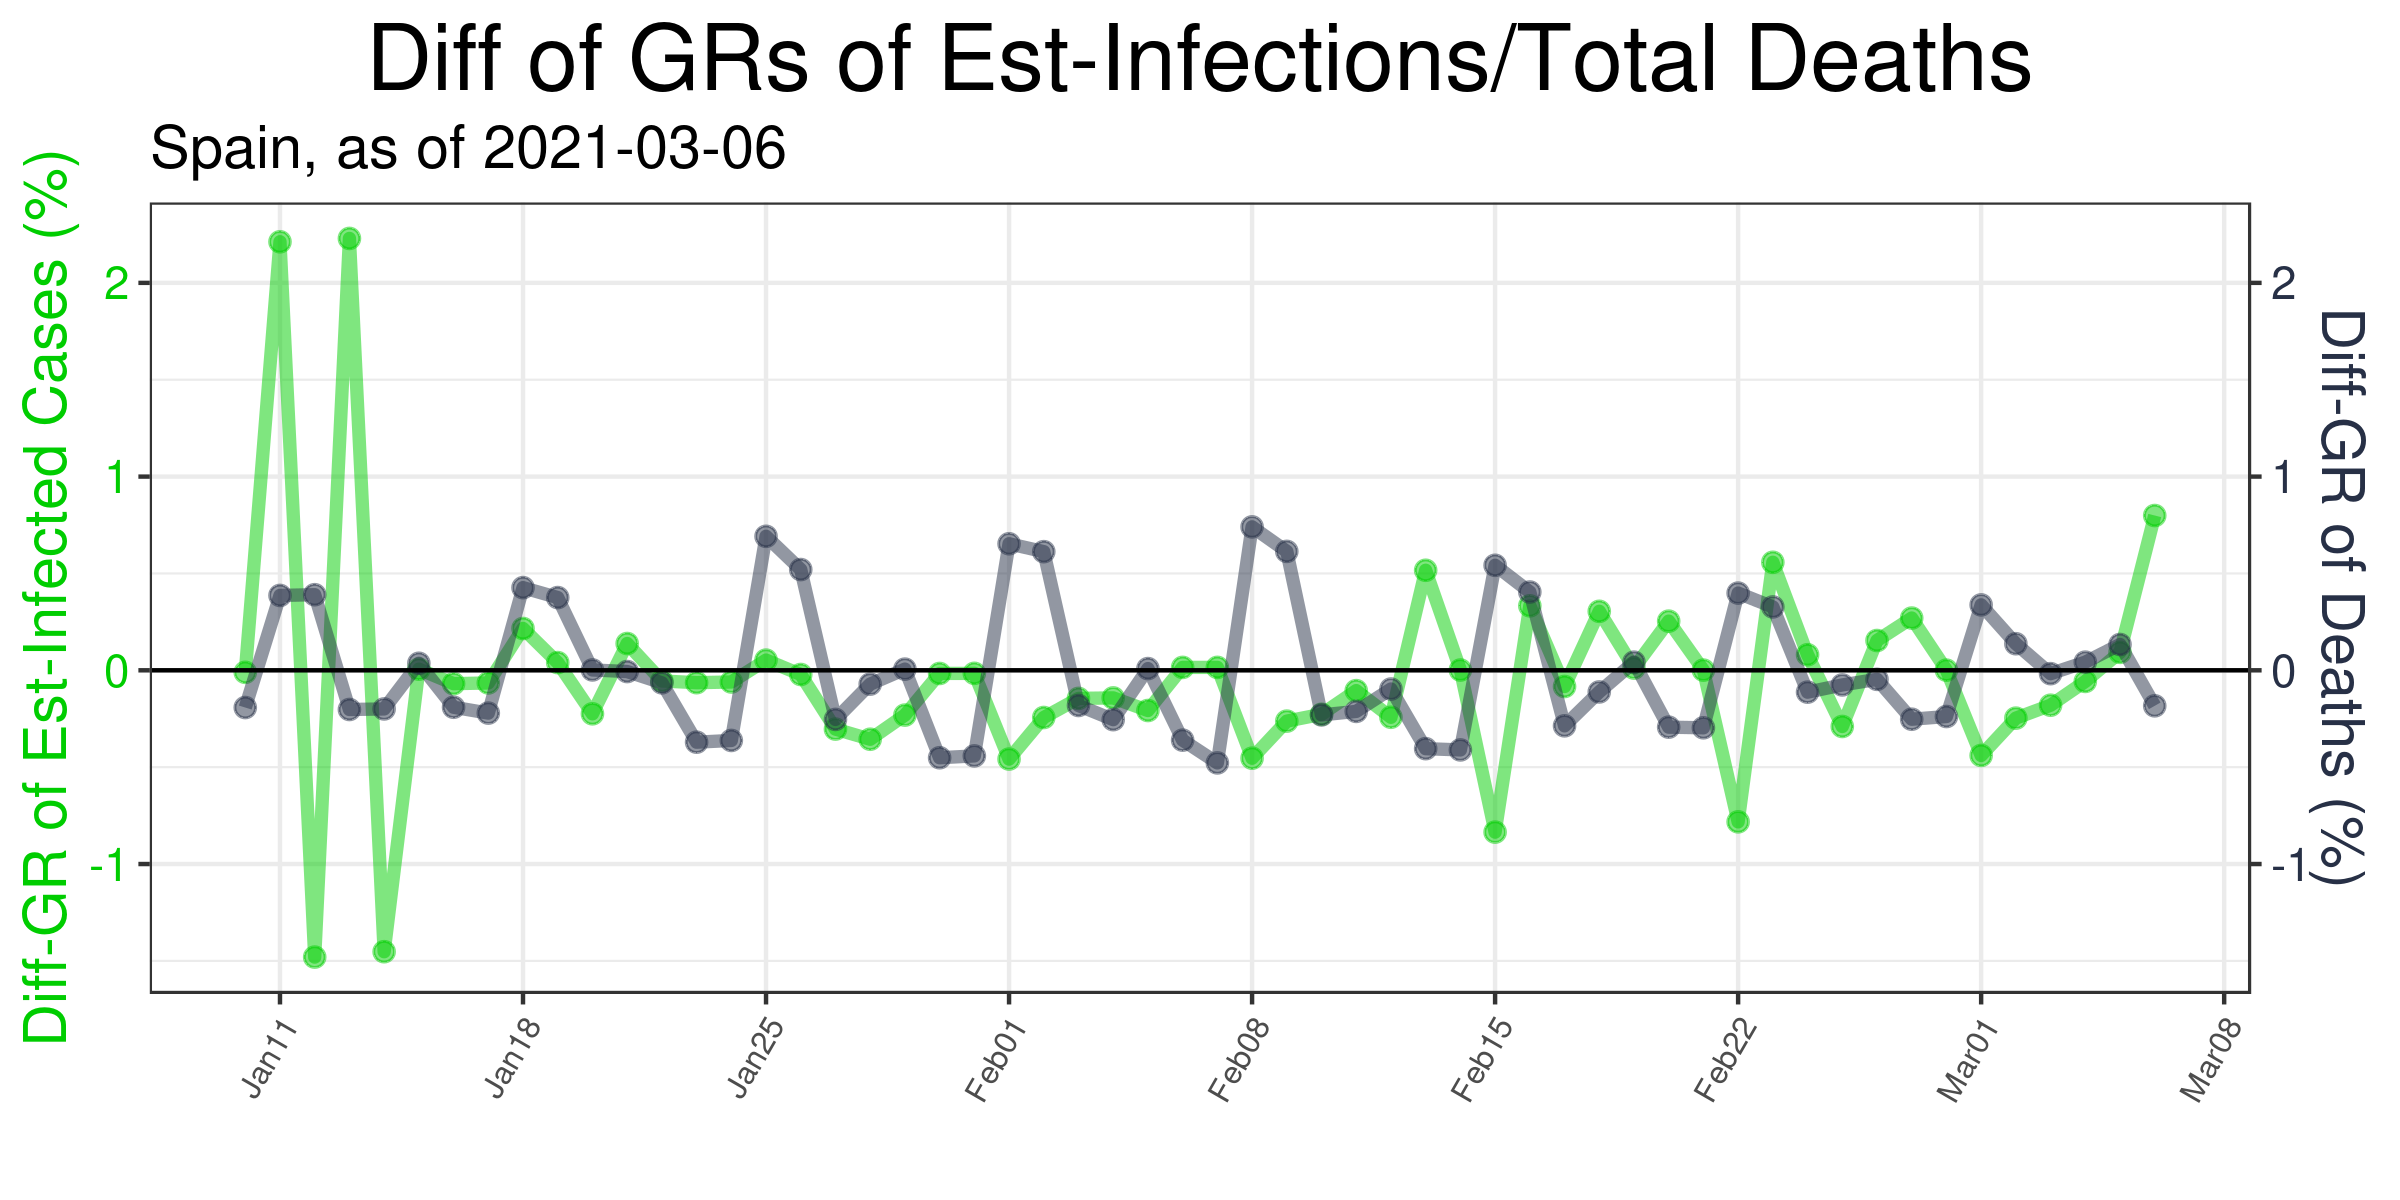 Diff of GRs of Est-Infections/Total Deaths
Spain, as of 2021-03-06
Diff-GR of Est-Infected Cases (%)
2
1
0
-1
2
1
0
-1
Diff-GR of Deaths (%)
Jan11
Jan18
Jan25
Feb01
Feb08
Feb15
Feb22
Mar01
Mar08